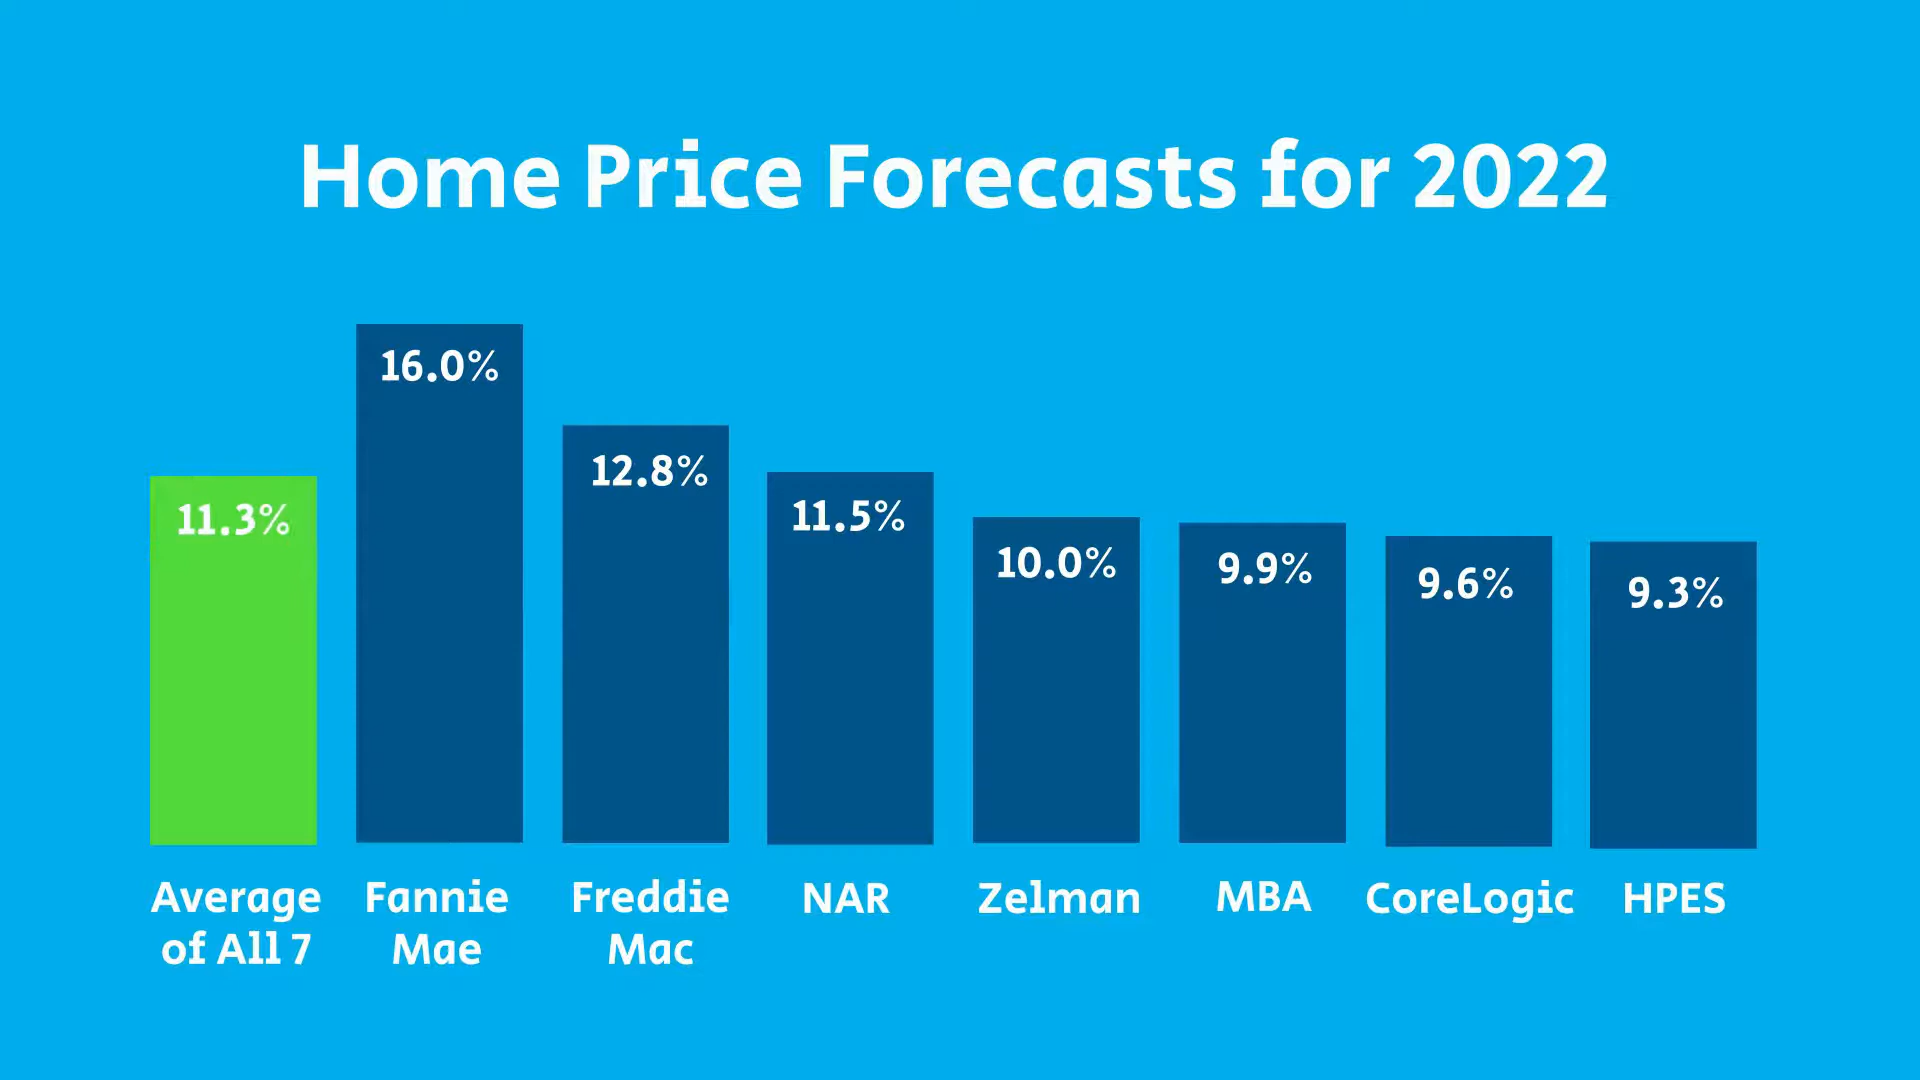 Home Price Forecasts for 2022
11.3%
16.0%
12.8%
11.5%
10.0%
9.9%
9.6%
9.3%
Average
of All 7
Fannie
Mae
Freddie
Mac
NAR
Zelman
MBA
CoreLogic
HPES